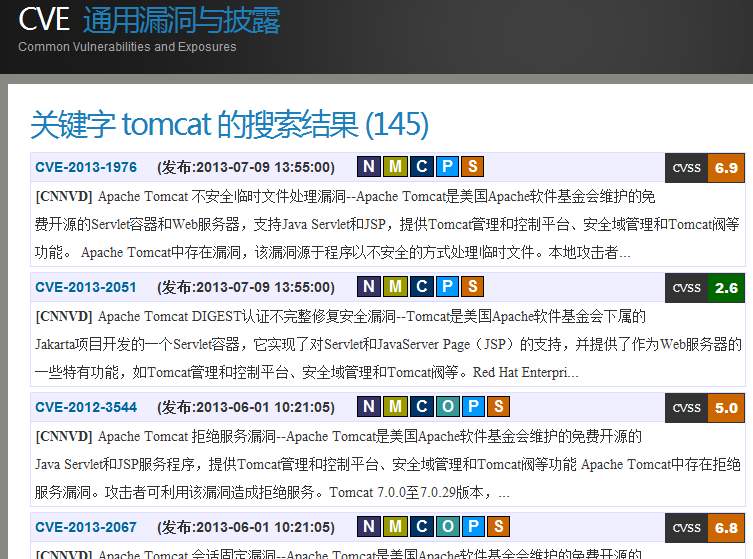 CVE 通用漏洞与披露
Common Vulnerabilities and Exposures
关键字 tomcat 的搜索结果 (145)
CVE-2013-1976 (发布:2013-07-09 13:55:00) N M C P S CVSS 6.9
[CNNVD] Apache Tomcat 不安全临时文件处理漏洞--Apache Tomcat是美国Apache软件基金会维护的免
费开源的Servlet容器和Web服务器，支持Java Servlet和JSP，提供Tomcat管理和控制平台、安全域管理和Tomcat阀等
功能。 Apache Tomcat中存在漏洞，该漏洞源于程序以不安全的方式处理临时文件。本地攻击者...
CVE-2013-2051 (发布:2013-07-09 13:55:00) N M C P S CVSS 2.6
[CNNVD] Apache Tomcat DIGEST认证不完整修复安全漏洞--Tomcat是美国Apache软件基金会下属的
Jakarta项目开发的一个Servlet容器，它实现了对Servlet和JavaServer Page（JSP）的支持，并提供了作为Web服务器的
一些特有功能，如Tomcat管理和控制平台、安全域管理和Tomcat阀等。Red Hat Enterpri...
CVE-2012-3544 (发布:2013-06-01 10:21:05) N M C O P S CVSS 5.0
[CNNVD] Apache Tomcat 拒绝服务漏洞--Apache Tomcat是美国Apache软件基金会维护的免费开源的
Java Servlet和JSP服务程序，提供Tomcat管理和控制平台、安全域管理和Tomcat阀等功能 Apache Tomcat中存在拒绝
服务漏洞。攻击者可利用该漏洞造成拒绝服务。Tomcat 7.0.0至7.0.29版本，...
CVE-2013-2067 (发布:2013-06-01 10:21:05) N M C O P S CVSS 6.8
[CNNVD] Apache Tomcat 会话固定漏洞--Apache Tomcat是美国Apache软件基金会维护的免费开源的